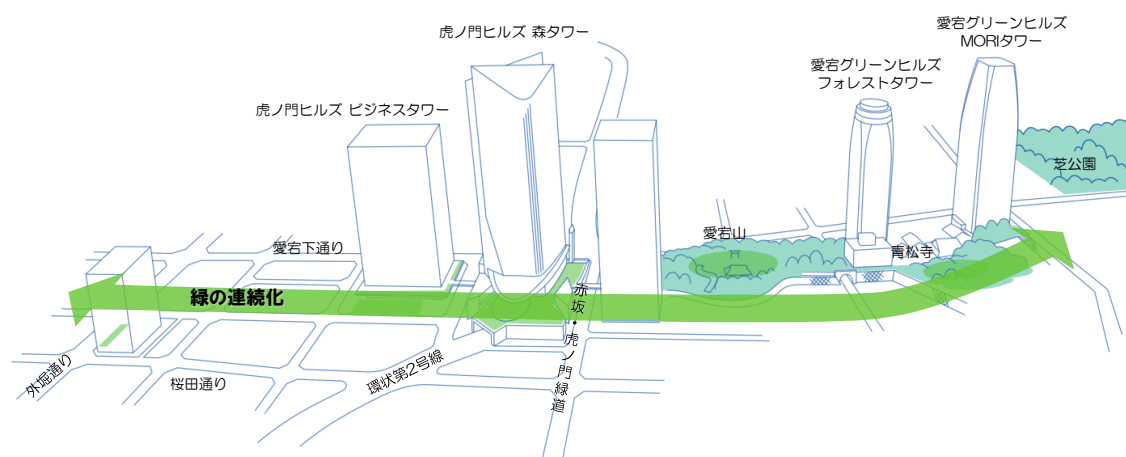 愛宕グリーンヒルズ
MORIタワー
虎ノ門ヒルズ 森タワー
愛宕グリーンヒルズ
フォレストタワー
虎ノ門ヒルズ ビジネスタワー
芝公園
愛宕山
愛宕下通り
青松寺
緑の連続化
赤坂・虎ノ門緑道
環状第2号線
外堀通り
桜田通り